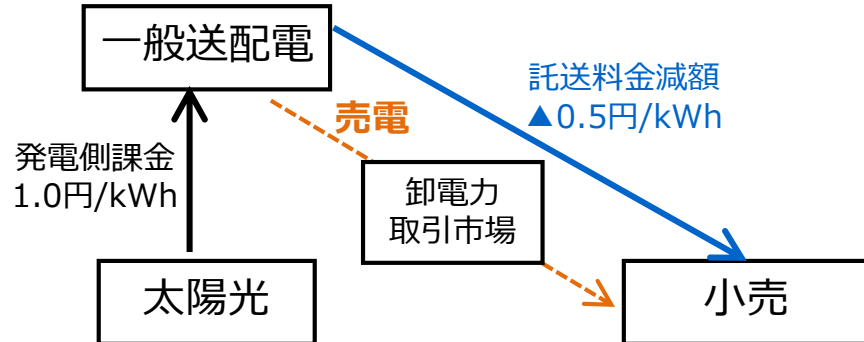 一般送配電
託送料金減額
▲0.5円/kWh
売電
発電側課金
1.0円/kWh
卸電力
取引市場
太陽光
小売